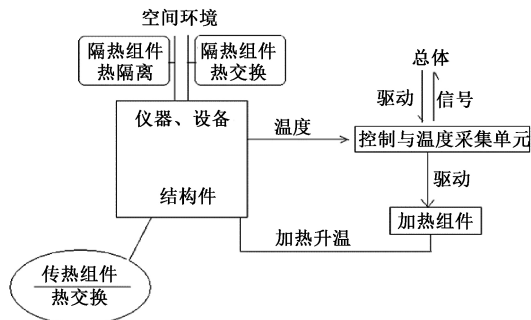 空间环境
隔热组件
热隔离
隔热组件
热交换
总体
驱动
信号
仪器、设备
温度
控制与温度采集单元
结构件
驱动
加热组件
加热升温
传热组件
热交换